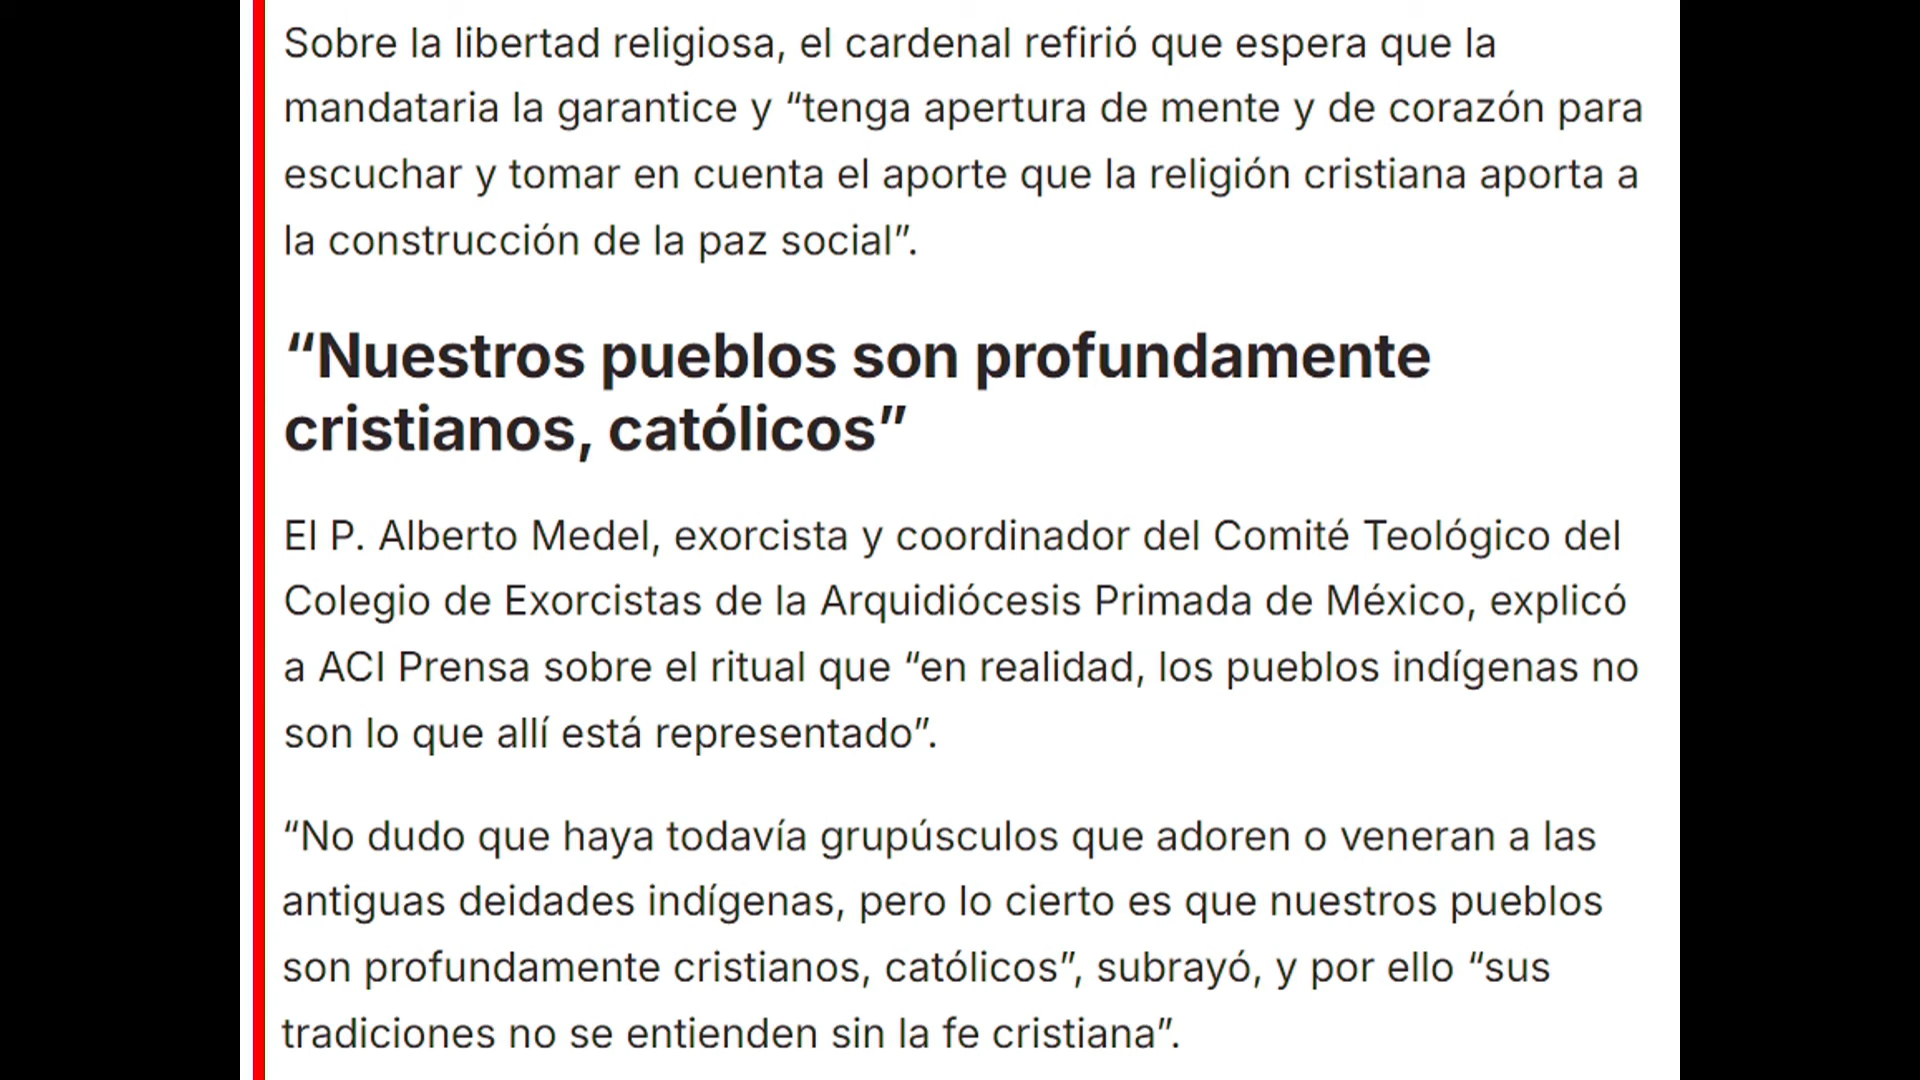 Sobre la libertad religiosa, el cardenal refirió que espera que la
mandataria la garantice y “tenga apertura de mente y de corazón para
escuchar y tomar en cuenta el aporte que la religión cristiana aporta a
la construcción de la paz social”.
“Nuestros pueblos son profundamente
cristianos, católicos”
El P. Alberto Medel, exorcista y coordinador del Comité Teológico del
Colegio de Exorcistas de la Arquidiócesis Primada de México, explicó
a ACI Prensa sobre el ritual que “en realidad, los pueblos indígenas no
son lo que allí está representado”.
“No dudo que haya todavía grupúsculos que adoren o veneran a las
antiguas deidades indígenas, pero lo cierto es que nuestros pueblos
son profundamente cristianos, católicos”, subrayó, y por ello “sus
tradiciones no se entienden sin la fe cristiana”.